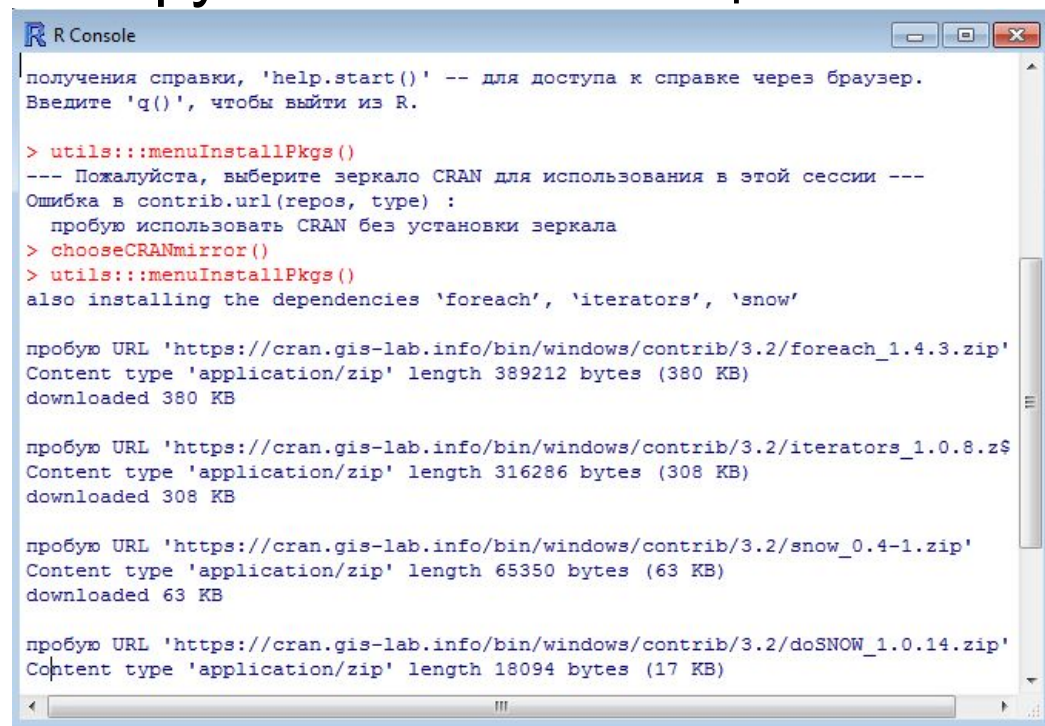 R Console
получения справки, 'help.start()' -- для доступа к справке через браузер.
Введите 'q()', чтобы выйти из R.
> utils:::menuInstallPkgs()
--- Пожалуйста, выберите зеркало CRAN для использования в этой сессии ---
Ошибка в contrib.url(repos, type) :
пробую использовать CRAN без установки зеркала
> chooseCRANmirror()
> utils:::menuInstallPkgs()
also installing the dependencies ‘foreach’, ‘iterators’, ‘snow’
пробую URL 'https://cran.gis-lab.info/bin/windows/contrib/3.2/foreach_1.4.3.zip'
Content type 'application/zip' length 389212 bytes (380 KB)
downloaded 380 KB
пробую URL 'https://cran.gis-lab.info/bin/windows/contrib/3.2/iterators_1.0.8.z$
Content type 'application/zip' length 316286 bytes (308 KB)
downloaded 308 KB
пробую URL 'https://cran.gis-lab.info/bin/windows/contrib/3.2/snow_0.4-1.zip'
Content type 'application/zip' length 65350 bytes (63 KB)
downloaded 63 KB
пробую URL 'https://cran.gis-lab.info/bin/windows/contrib/3.2/doSNOW_1.0.14.zip'
Content type 'application/zip' length 18094 bytes (17 KB)